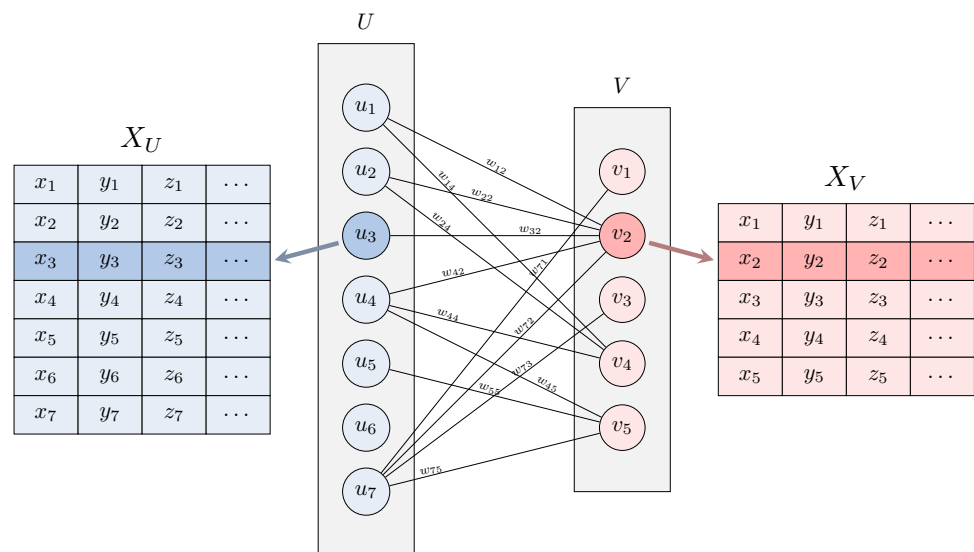 U
V
X_U
x_1 y_1 z_1 ...
x_2 y_2 z_2 ...
x_3 y_3 z_3 ...
x_4 y_4 z_4 ...
x_5 y_5 z_5 ...
x_6 y_6 z_6 ...
x_7 y_7 z_7 ...
u_1
u_2
u_3
u_4
u_5
u_6
u_7
w_12
w_14
w_22
w_24
w_32
w_42
w_44
w_45
w_55
w_71
w_72
w_73
w_75
v_1
v_2
v_3
v_4
v_5
X_V
x_1 y_1 z_1 ...
x_2 y_2 z_2 ...
x_3 y_3 z_3 ...
x_4 y_4 z_4 ...
x_5 y_5 z_5 ...